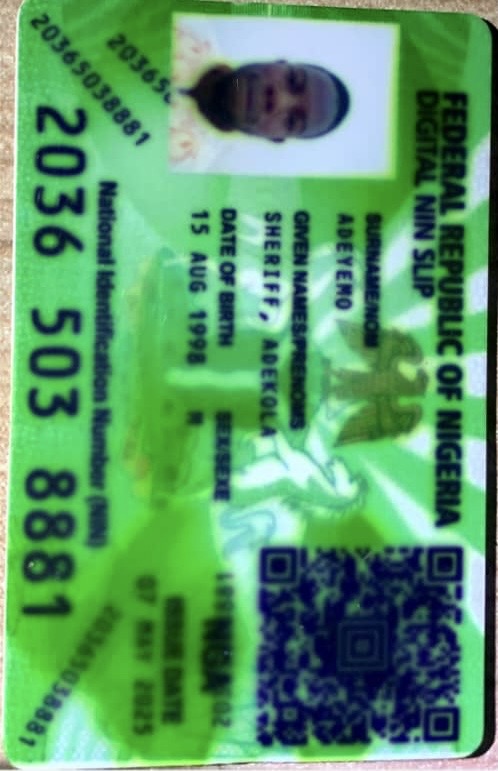 FEDERAL REPUBLIC OF NIGERIA
DIGITAL NIN SLIP
SURNAME/NOM
ADEYEMO
GIVEN NAMES/PRENOMS
SHERIFF, ADEKOLA
DATE OF BIRTH
15 AUG 1998
SEX/SEXE
M
NGA
ISSUE DATE
07 MAY 2025
National Identification Number (NIN)
2036 503 8881
20365038881
20365038881